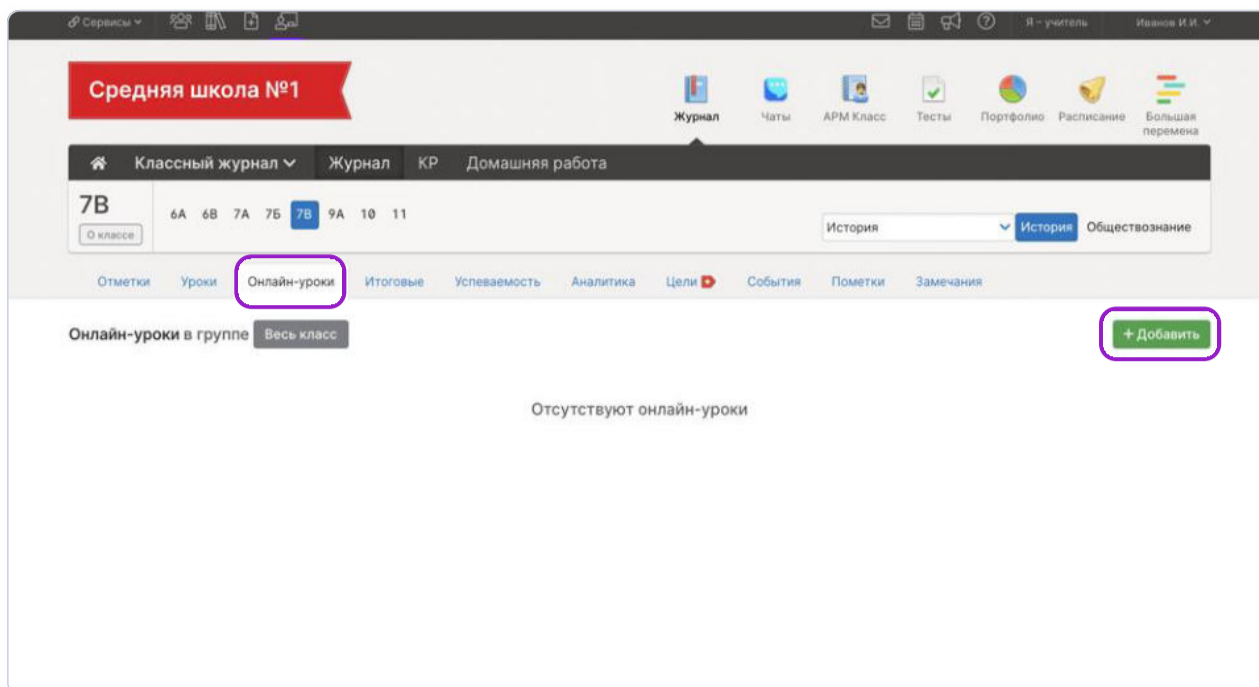 Сервисы Я - учитель Иванов И.И.
Средняя школа №1
Журнал Чаты АРМ Класс Тесты Портфолио Расписание Большая перемена
Классный журнал Журнал КР Домашняя работа
7В 6А 6В 7А 7Б 7В 9А 10 11
О классе
История История Обществознание
Отметки Уроки Онлайн-уроки Итоговые Успеваемость Аналитика Цели События Пометки Замечания
Онлайн-уроки в группе Весь класс + Добавить
Отсутствуют онлайн-уроки